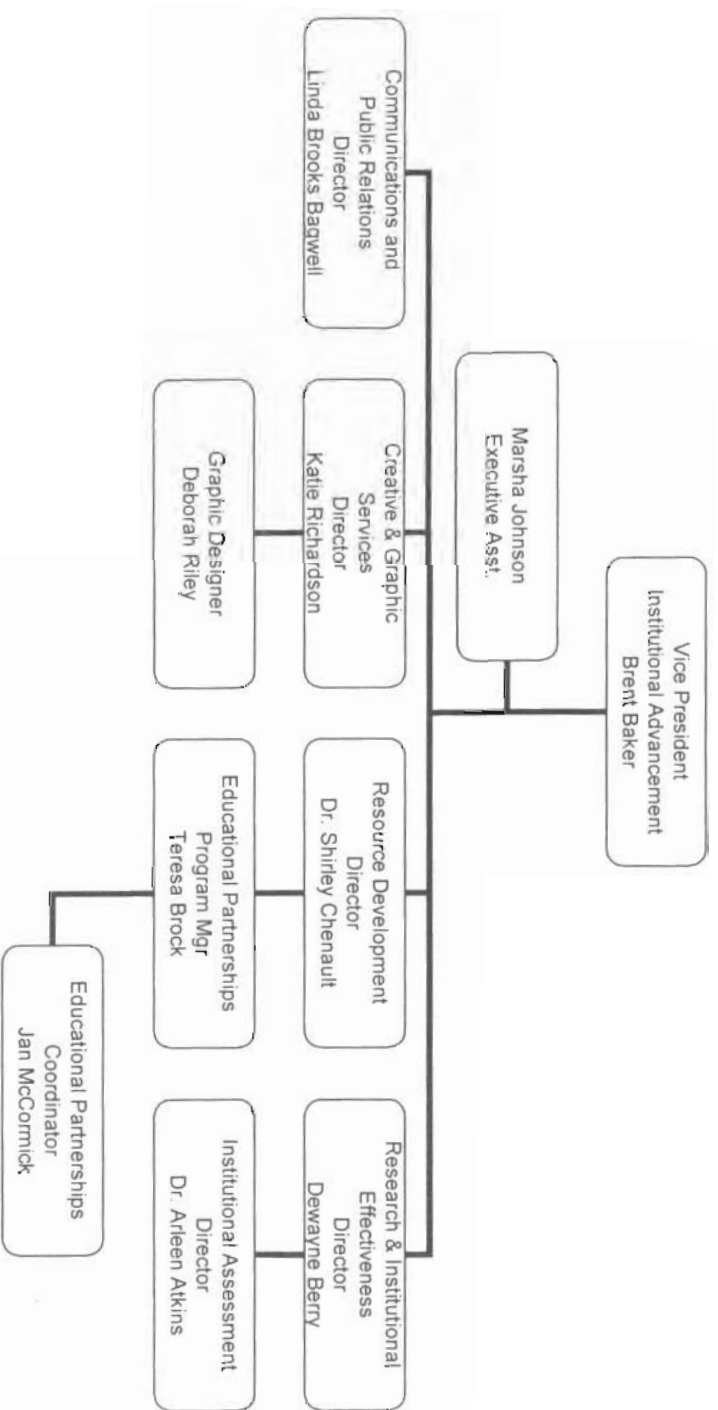 Vice President
Institutional Advancement
Brent Baker
Marsha Johnson
Executive Asst.
Communications and
Public Relations
Director
Linda Brooks Bagwell
Creative & Graphic
Services
Director
Katie Richardson
Resource Development
Director
Dr. Shirley Chenault
Research & Institutional
Effectiveness
Director
Dewayne Berry
Graphic Designer
Deborah Riley
Educational Partnerships
Program Mgr
Teresa Brock
Institutional Assessment
Director
Dr. Arleen Atkins
Educational Partnerships
Coordinator
Jan McCormick